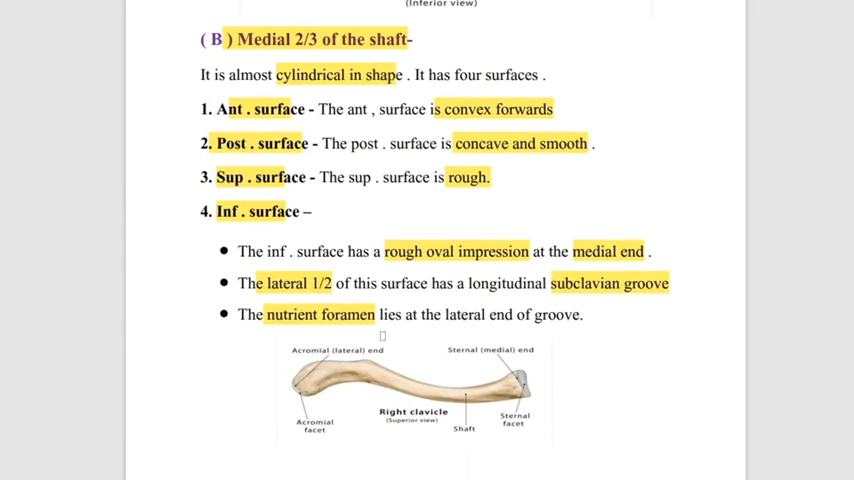 (Inferior view)
( B ) Medial 2/3 of the shaft-
It is almost cylindrical in shape . It has four surfaces .
1. Ant . surface - The ant , surface is convex forwards
2. Post . surface - The post . surface is concave and smooth .
3. Sup . surface - The sup . surface is rough.
4. Inf . surface –
● The inf . surface has a rough oval impression at the medial end .
● The lateral 1/2 of this surface has a longitudinal subclavian groove
● The nutrient foramen lies at the lateral end of groove.
Acromial (lateral) end
Sternal (medial) end
Right clavicle
(Superior view)
Acromial
facet
Shaft
Sternal
facet